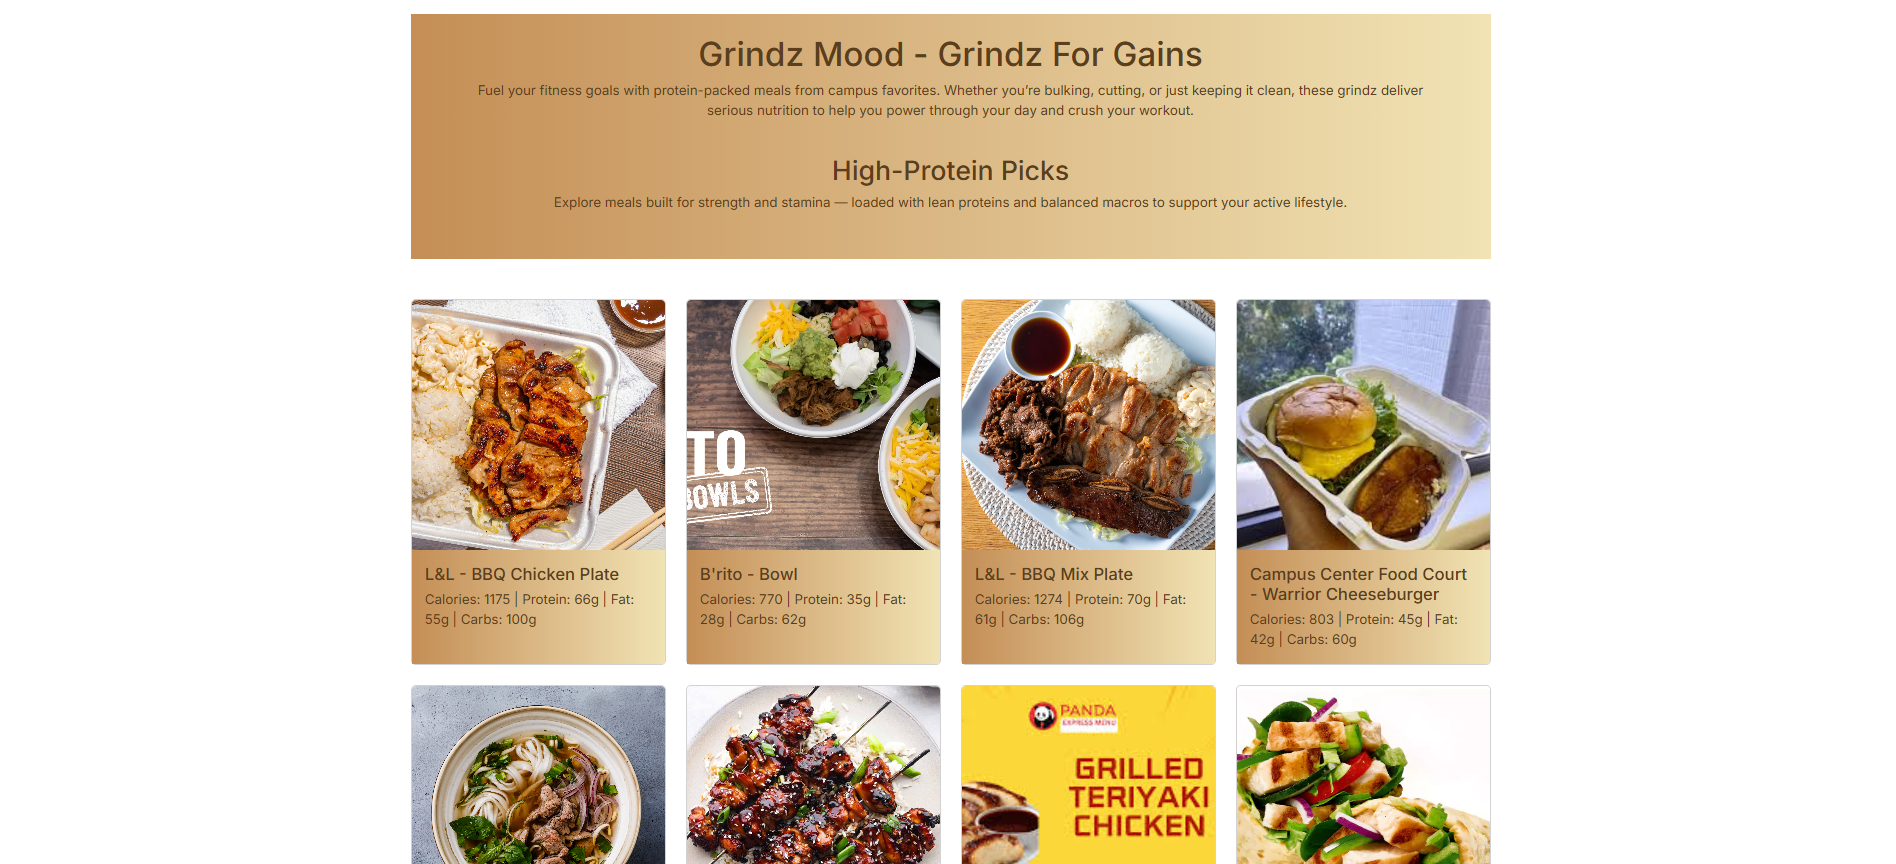 Grindz Mood - Grindz For Gains
Fuel your fitness goals with protein-packed meals from campus favorites. Whether you’re bulking, cutting, or just keeping it clean, these grindz deliver
serious nutrition to help you power through your day and crush your workout.
High-Protein Picks
Explore meals built for strength and stamina — loaded with lean proteins and balanced macros to support your active lifestyle.
TO
BOWLS
L&L - BBQ Chicken Plate
Calories: 1175 | Protein: 66g | Fat:
55g | Carbs: 100g
B'rito - Bowl
Calories: 770 | Protein: 35g | Fat:
28g | Carbs: 62g
L&L - BBQ Mix Plate
Calories: 1274 | Protein: 70g | Fat:
61g | Carbs: 106g
Campus Center Food Court
- Warrior Cheeseburger
Calories: 803 | Protein: 45g | Fat:
42g | Carbs: 60g
PANDA
EXPRESS MENU
GRILLED
TERIYAKI
CHICKEN